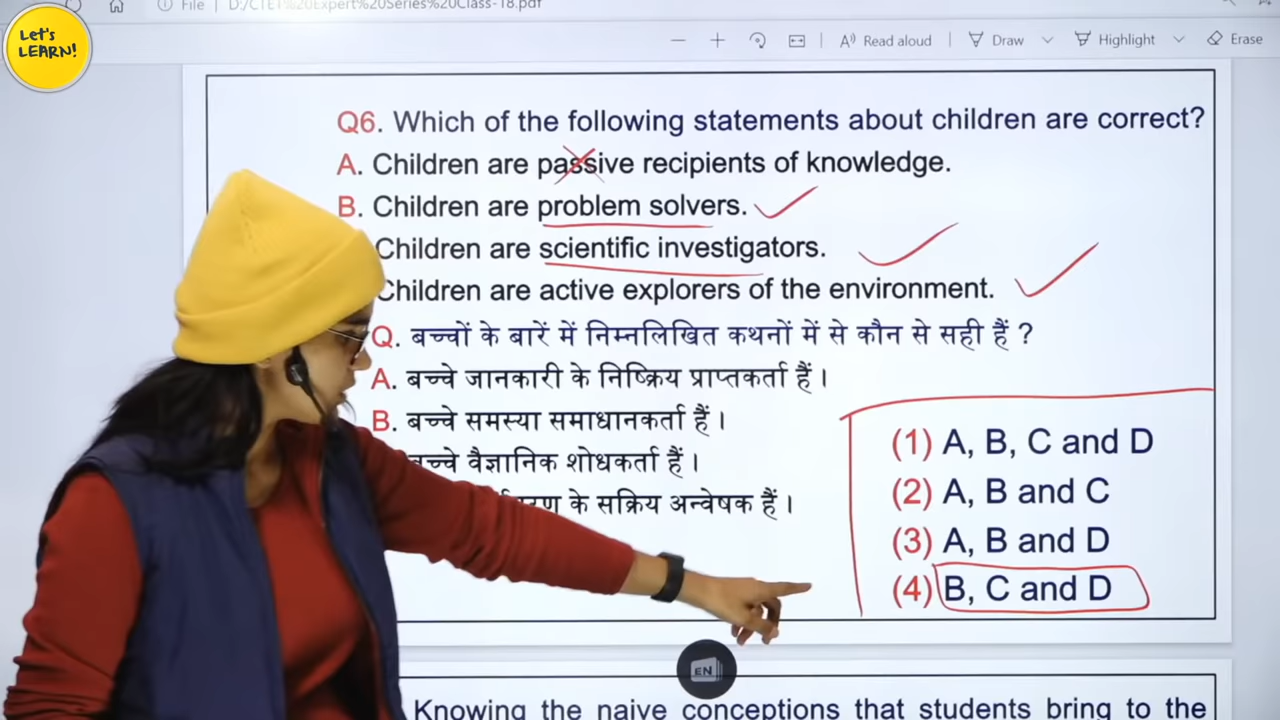 Let's
LEARN!
File | D:/CTET%20Expert%20Series%20Class-18.pdf
Read aloud | Draw Highlight Erase
Q6. Which of the following statements about children are correct?
A. Children are passive recipients of knowledge.
B. Children are problem solvers.
Children are scientific investigators.
Children are active explorers of the environment.
Q. बच्चों के बारें में निम्नलिखित कथनों में से कौन से सही हैं ?
A. बच्चे जानकारी के निष्क्रिय प्राप्तकर्ता हैं।
B. बच्चे समस्या समाधानकर्ता हैं।
बच्चे वैज्ञानिक शोधकर्ता हैं।
के सक्रिय अन्वेषक हैं।
(1) A, B, C and D
(2) A, B and C
(3) A, B and D
(4) B, C and D
EN
Knowing the naive conceptions that students bring to the